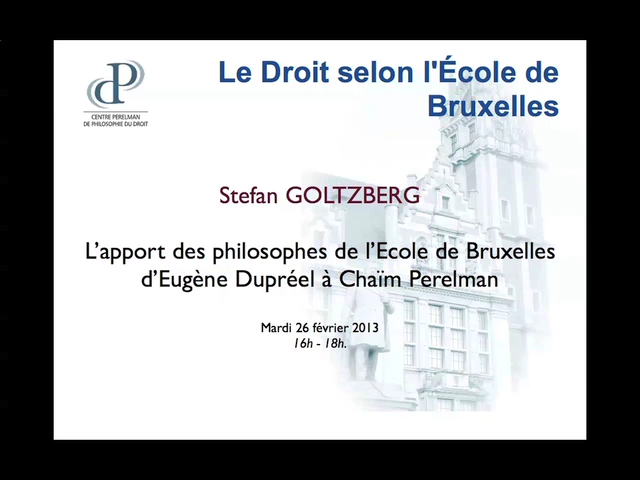 Le Droit selon l'École de
Bruxelles
CENTRE PERELMAN
DE PHILOSOPHIE DU DROIT
Stefan GOLTZBERG
L'apport des philosophes de l'Ecole de Bruxelles
d'Eugène Dupréel à Chaïm Perelman
Mardi 26 février 2013
16h - 18h.